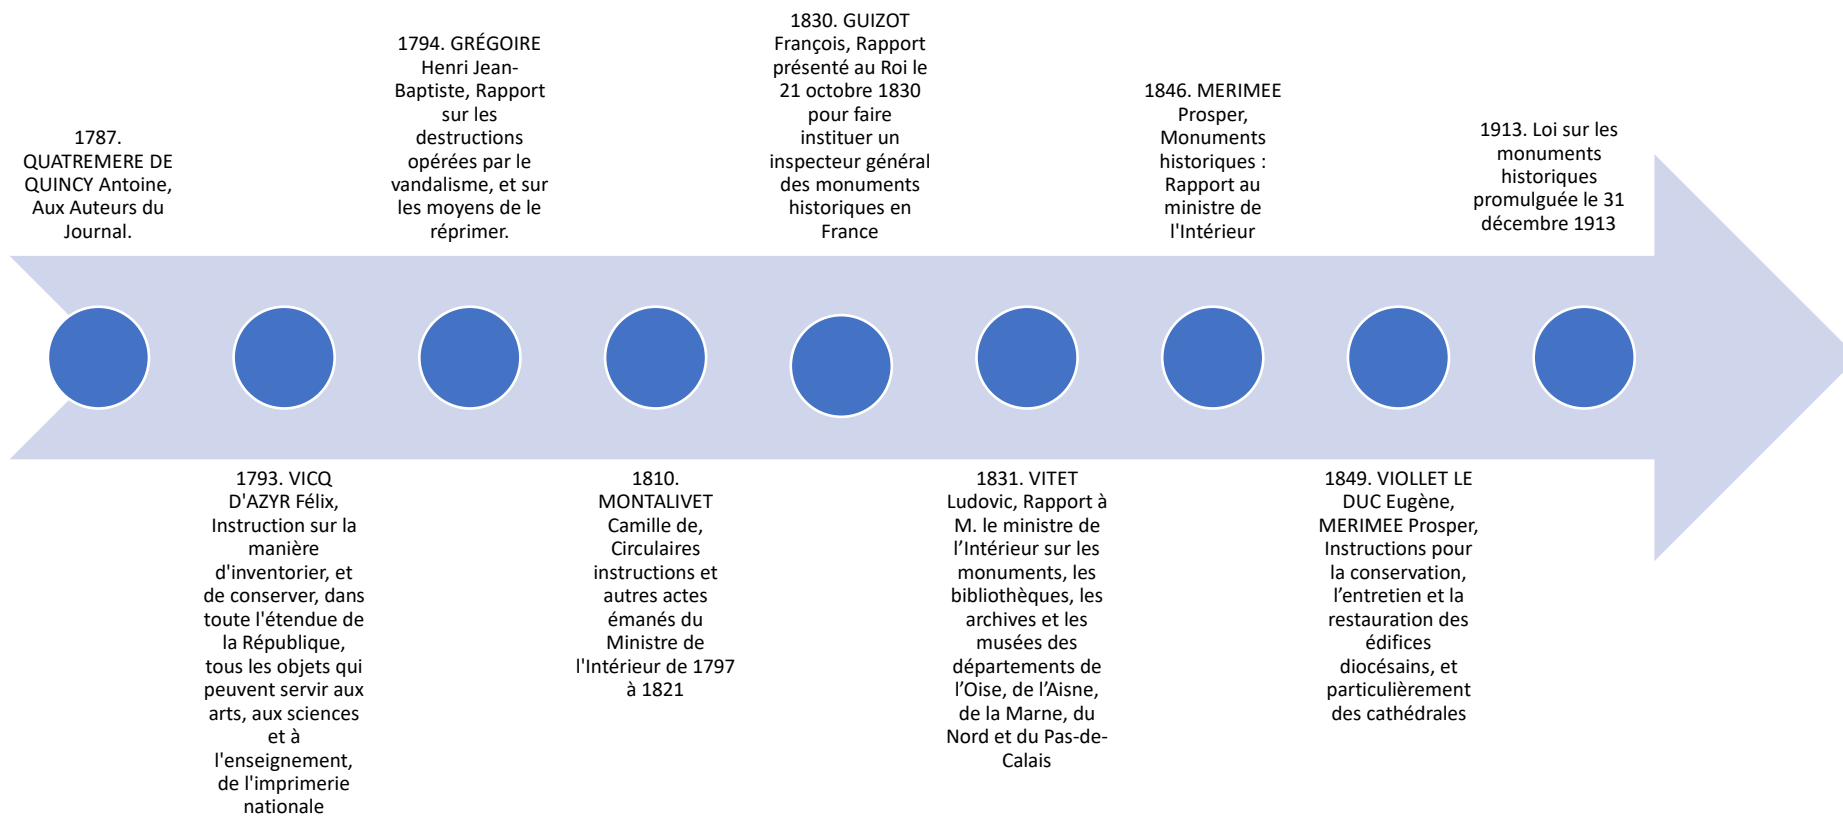 1787.
QUATREMERE DE
QUINCY Antoine,
Aux Auteurs du
Journal.
1793. VICQ
D'AZYR Félix,
Instruction sur la
manière
d'inventorier, et
de conserver, dans
toute l'étendue de
la République,
tous les objets qui
peuvent servir aux
arts, aux sciences
et à
l'enseignement,
de l'imprimerie
nationale
1794. GRÉGOIRE
Henri Jean-
Baptiste, Rapport
sur les
destructions
opérées par le
vandalisme, et sur
les moyens de le
réprimer.
1810.
MONTALIVET
Camille de,
Circulaires
instructions et
autres actes
émanés du
Ministre de
l'Intérieur de 1797
à 1821
1830. GUIZOT
François, Rapport
présenté au Roi le
21 octobre 1830
pour faire
instituer un
inspecteur général
des monuments
historiques en
France
1831. VITET
Ludovic, Rapport à
M. le ministre de
l’Intérieur sur les
monuments, les
bibliothèques, les
archives et les
musées des
départements de
l’Oise, de l’Aisne,
de la Marne, du
Nord et du Pas-de-
Calais
1846. MERIMEE
Prosper,
Monuments
historiques :
Rapport au
ministre de
l'Intérieur
1849. VIOLLET LE
DUC Eugène,
MERIMEE Prosper,
Instructions pour
la conservation,
l’entretien et la
restauration des
édifices
diocésains, et
particulièrement
des cathédrales
1913. Loi sur les
monuments
historiques
promulguée le 31
décembre 1913